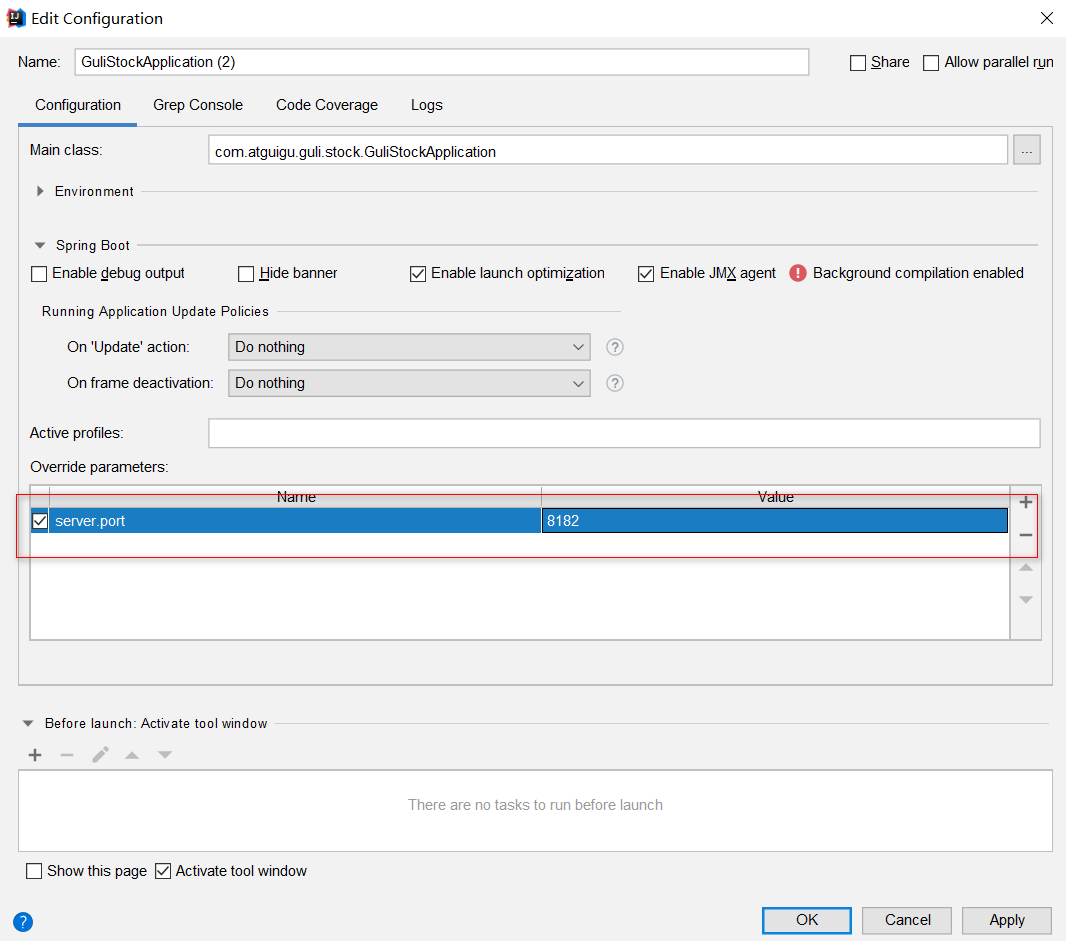 Edit Configuration
Name: GuliStockApplication (2) Share Allow parallel run
Configuration Grep Console Code Coverage Logs
Main class: com.atguigu.guli.stock.GuliStockApplication ...
Environment
Spring Boot
Enable debug output Hide banner Enable launch optimization Enable JMX agent Background compilation enabled
Running Application Update Policies
On 'Update' action: Do nothing ?
On frame deactivation: Do nothing ?
Active profiles:
Override parameters:
Name Value
server.port 8182
Before launch: Activate tool window
There are no tasks to run before launch
Show this page Activate tool window
? OK Cancel Apply